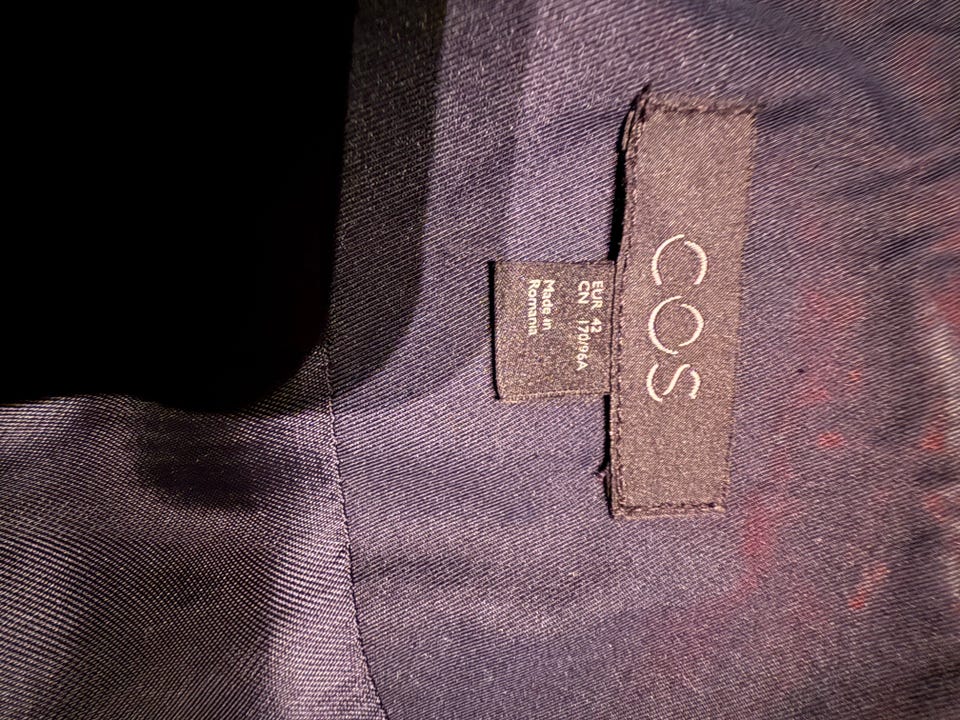 COS
EUR 42
CN 170/96A
Made in
Romania